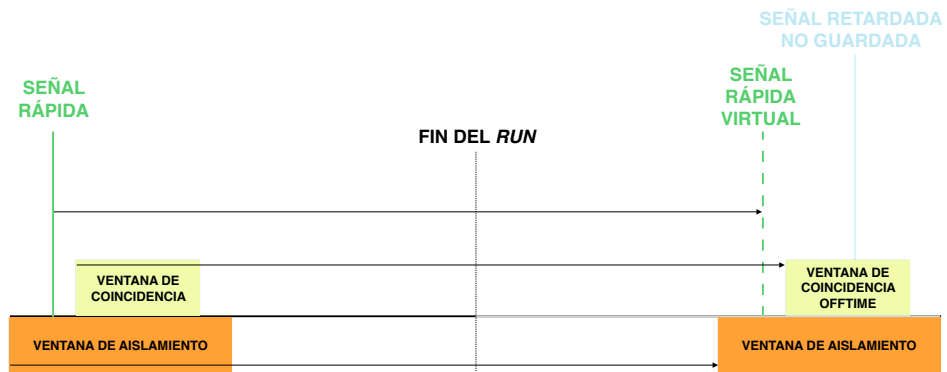 SEÑAL RETARDADA
NO GUARDADA
SEÑAL
RÁPIDA
SEÑAL
RÁPIDA
VIRTUAL
FIN DEL RUN
VENTANA DE
COINCIDENCIA
VENTANA DE
COINCIDENCIA
OFFTIME
VENTANA DE AISLAMIENTO
VENTANA DE AISLAMIENTO